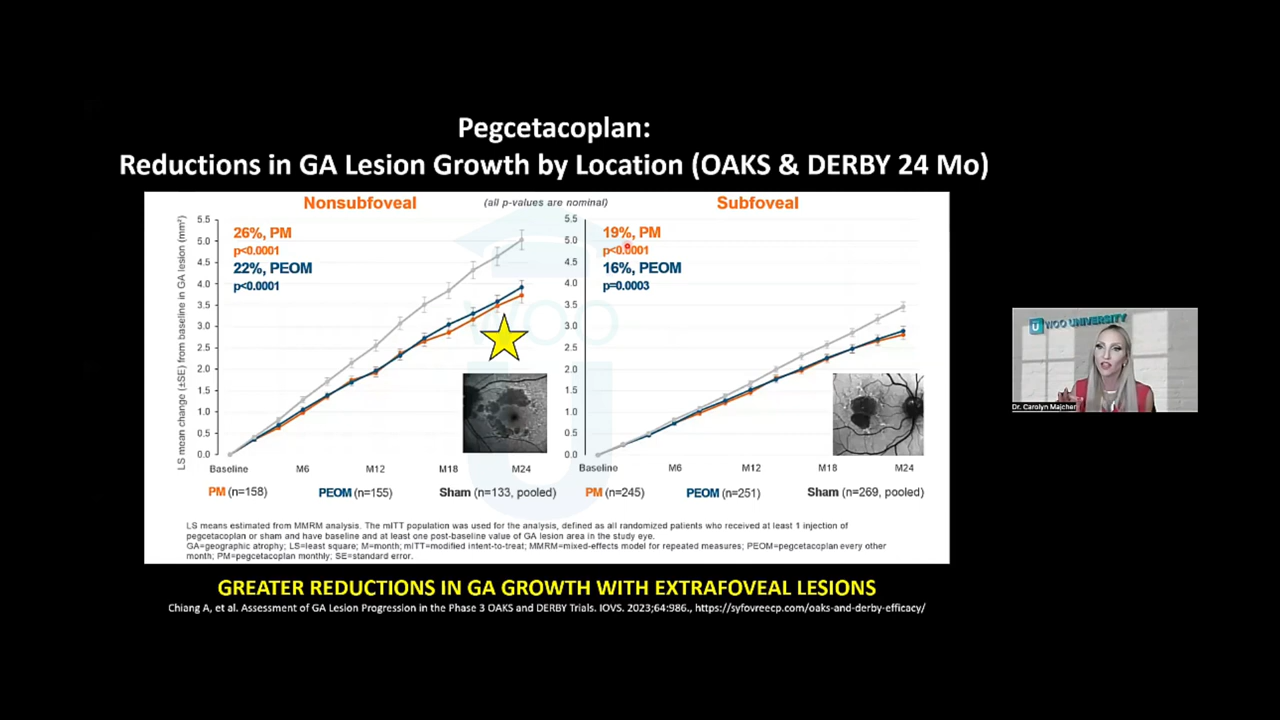 Pegcetacoplan:
Reductions in GA Lesion Growth by Location (OAKS & DERBY 24 Mo)
Nonsubfoveal
(all p-values are nominal)
Subfoveal
LS mean change (±SE) from baseline in GA lesion (mm²)
5.5
5.0
4.5
4.0
3.5
3.0
2.5
2.0
1.5
1.0
0.5
0.0
26%, PM
p<0.0001
22%, PEOM
p<0.0001
Baseline M6 M12 M18 M24
PM (n=158) PEOM (n=155) Sham (n=133, pooled)
5.5
5.0
4.5
4.0
3.5
3.0
2.5
2.0
1.5
1.0
0.5
0.0
19%, PM
p<0.0001
16%, PEOM
p=0.0003
Baseline M6 M12 M18 M24
PM (n=245) PEOM (n=251) Sham (n=269, pooled)
WOO
U
LS means estimated from MMRM analysis. The mITT population was used for the analysis, defined as all randomized patients who received at least 1 injection of
pegcetacoplan or sham and have baseline and at least one post-baseline value of GA lesion area in the study eye.
GA=geographic atrophy; LS=least square; M=month; mITT=modified intent-to-treat; MMRM=mixed-effects model for repeated measures; PEOM=pegcetacoplan every other
month; PM=pegcetacoplan monthly; SE=standard error.
GREATER REDUCTIONS IN GA GROWTH WITH EXTRAFOVEAL LESIONS
Chiang A, et al. Assessment of GA Lesion Progression in the Phase 3 OAKS and DERBY Trials. IOVS. 2023;64:986., https://syfovreecp.com/oaks-and-derby-efficacy/
U WOO UNIVERSITY
Dr. Carolyn Majcher